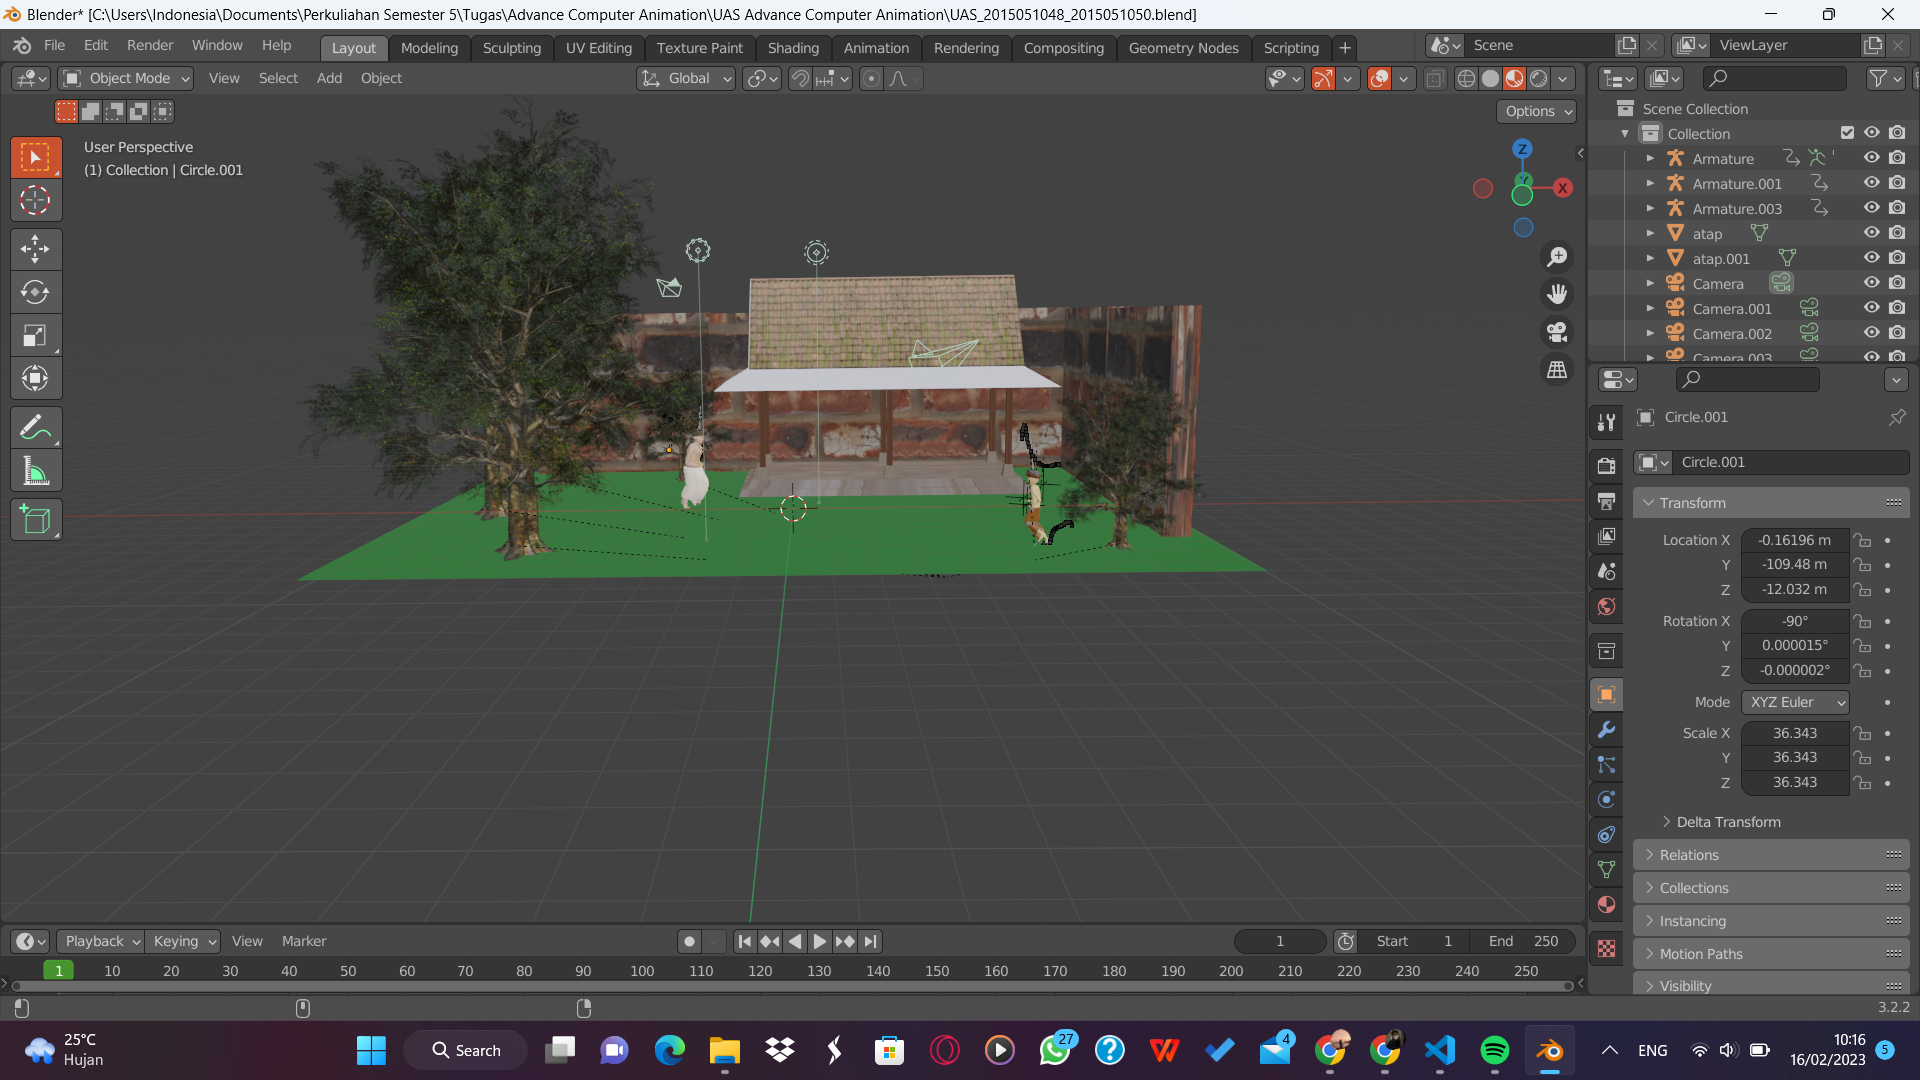 Blender* [C:\Users\Indonesia\Documents\Perkuliahan Semester 5\Tugas\Advance Computer Animation\UAS Advance Computer Animation\UAS_2015051048_2015051050.blend]
File Edit Render Window Help Layout Modeling Sculpting UV Editing Texture Paint Shading Animation Rendering Compositing Geometry Nodes Scripting + Scene ViewLayer
Object Mode View Select Add Object Global
Options
User Perspective
(1) Collection | Circle.001
Z
Y
X
Scene Collection
Collection
Armature
Armature.001
Armature.003
atap
atap.001
Camera
Camera.001
Camera.002
Camera.003
Circle.001
Circle.001
Transform
Location X -0.16196 m
Y -109.48 m
Z -12.032 m
Rotation X -90°
Y 0.000015°
Z -0.000002°
Mode XYZ Euler
Scale X 36.343
Y 36.343
Z 36.343
Delta Transform
Relations
Collections
Instancing
Motion Paths
Visibility
Playback Keying View Marker 1 Start 1 End 250
1 10 20 30 40 50 60 70 80 90 100 110 120 130 140 150 160 170 180 190 200 210 220 230 240 250
3.2.2
25°C
Hujan
Search
27
4
ENG
10:16
16/02/2023
5